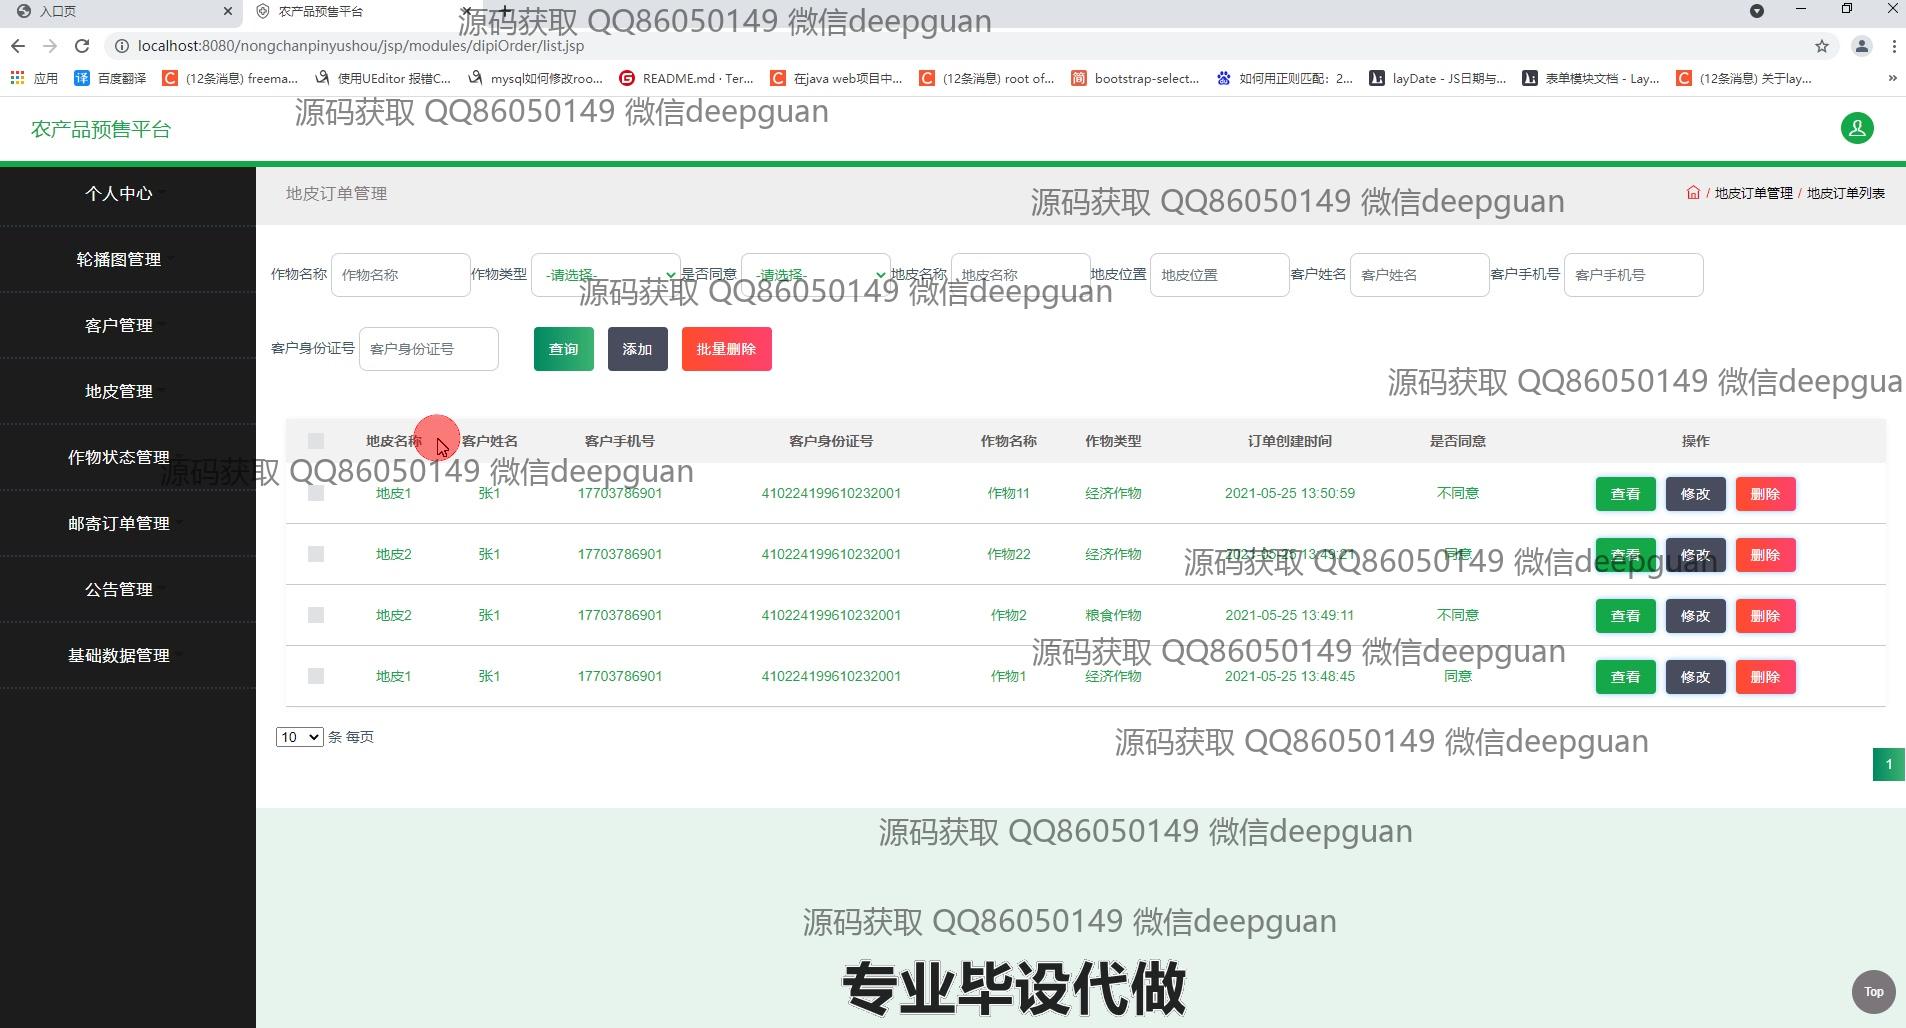 入口页
农产品预售平台
源码获取 QQ86050149 微信deepguan
localhost:8080/nongchanpinyushou/jsp/modules/dipiOrder/list.jsp
应用 百度翻译 (12条消息) freema... 使用UEditor 报错C... mysql如何修改roo... README.md · Ter... 在java web项目中... (12条消息) root of... bootstrap-select... 如何用正则匹配：2... layDate - JS日期与... 表单模块文档 - Lay... (12条消息) 关于lay...
源码获取 QQ86050149 微信deepguan
农产品预售平台
个人中心
轮播图管理
客户管理
地皮管理
作物状态管理
邮寄订单管理
公告管理
基础数据管理
地皮订单管理
源码获取 QQ86050149 微信deepguan
/ 地皮订单管理 / 地皮订单列表
作物名称 作物名称 作物类型 -请选择- 是否同意 -请选择- 地皮名称 地皮名称 地皮位置 地皮位置 客户姓名 客户姓名 客户手机号 客户手机号
源码获取 QQ86050149 微信deepguan
客户身份证号 客户身份证号 查询 添加 批量删除
源码获取 QQ86050149 微信deepgua
地皮名称 客户姓名 客户手机号 客户身份证号 作物名称 作物类型 订单创建时间 是否同意 操作
源码获取 QQ86050149 微信deepguan
地皮1 张1 17703786901 410224199610232001 作物11 经济作物 2021-05-25 13:50:59 不同意 查看 修改 删除
地皮2 张1 17703786901 410224199610232001 作物22 经济作物 2021-05-25 13:49:21 同意 查看 修改 删除
源码获取 QQ86050149 微信deepguan
地皮2 张1 17703786901 410224199610232001 作物2 粮食作物 2021-05-25 13:49:11 不同意 查看 修改 删除
源码获取 QQ86050149 微信deepguan
地皮1 张1 17703786901 410224199610232001 作物1 经济作物 2021-05-25 13:48:45 同意 查看 修改 删除
10 条 每页
源码获取 QQ86050149 微信deepguan
1
源码获取 QQ86050149 微信deepguan
源码获取 QQ86050149 微信deepguan
专业毕设代做
Top